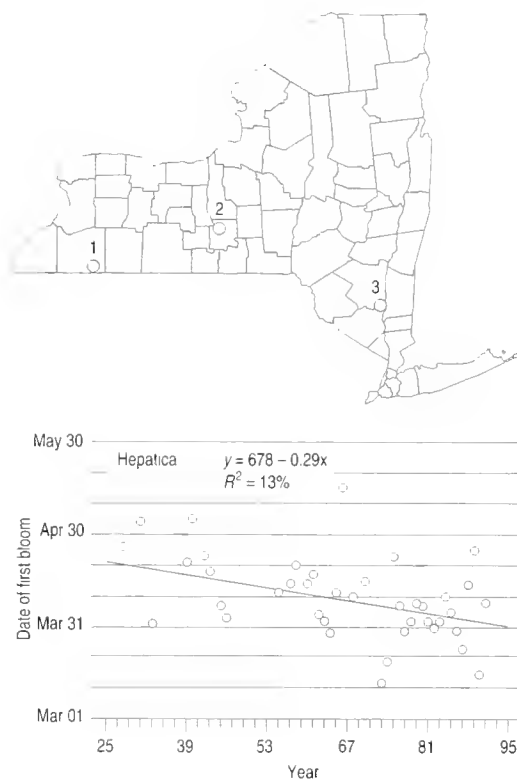 2
1
3
May 30
Hepatica y = 678 – 0.29x
R² = 13%
Apr 30
Date of first bloom
Mar 31
Mar 01
25 39 53 67 81 95
Year